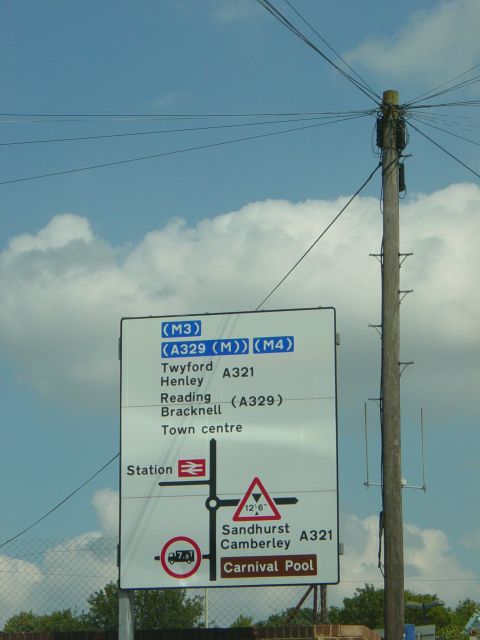 (M3)
(A329 (M)) (M4)
Twyford
Henley A321
Reading
Bracknell (A329)
Town centre
Station
12'-6"
Sandhurst
Camberley A321
Carnival Pool